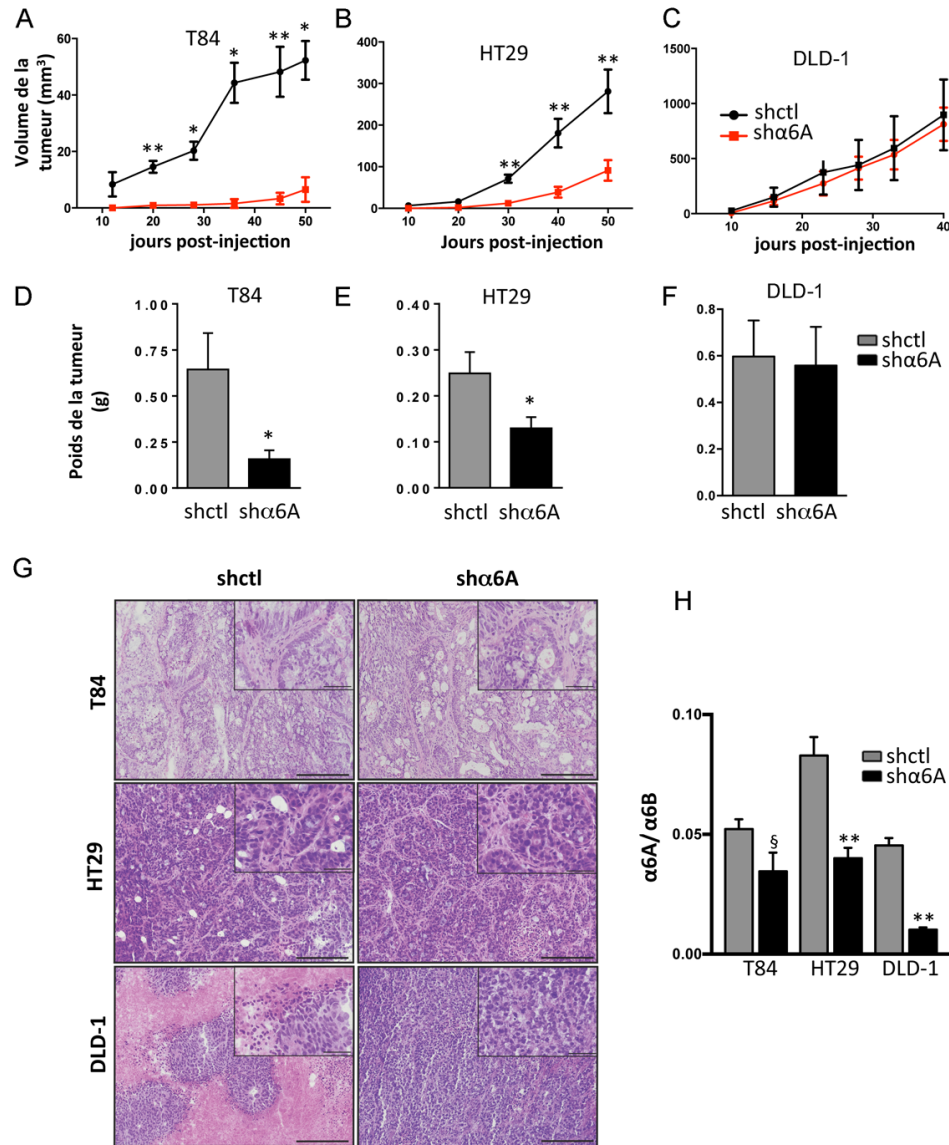 A
T84
Volume de la
tumeur (mm³)
60
40
20
0
** * * ** *
10 20 30 40 50
jours post-injection
B
HT29
400
300
200
100
0
** ** **
10 20 30 40 50
Jours post-injection
C
DLD-1
1500
1000
500
0
shctl
shα6A
10 20 30 40
jours post-injection
D
T84
Poids de la tumeur
(g)
1.00
0.75
0.50
0.25
0.00
*
shctl shα6A
E
HT29
0.40
0.30
0.20
0.10
0.00
*
shctl shα6A
F
DLD-1
0.8
0.6
0.4
0.2
0.0
shctl
shα6A
shctl shα6A
G
shctl shα6A
T84
HT29
DLD-1
H
α6A/α6B
0.10
0.05
0.00
shctl
shα6A
§ ** **
T84 HT29 DLD-1